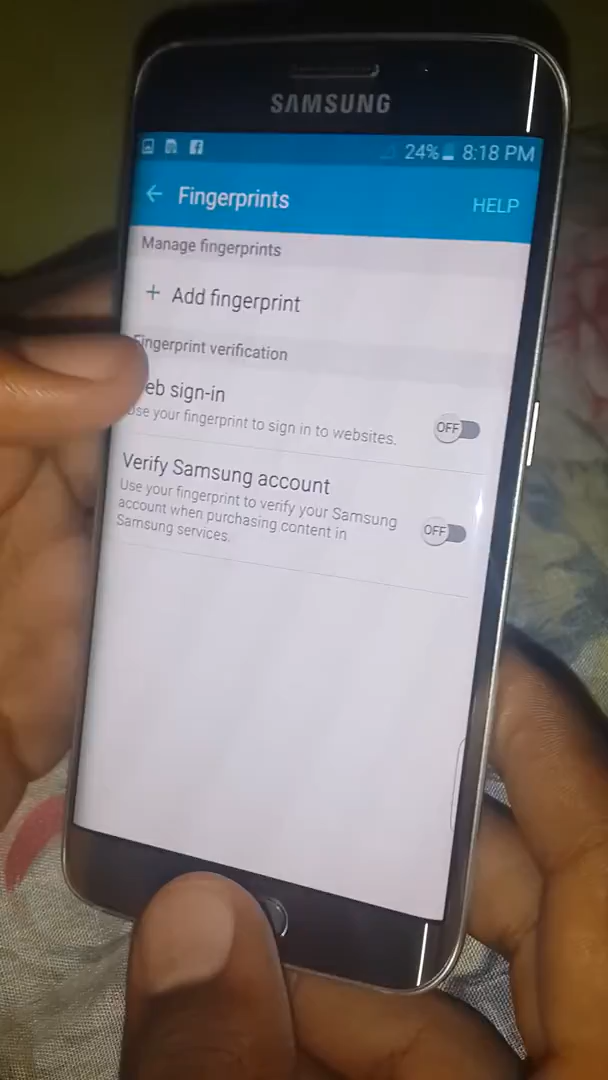 SAMSUNG
24% 8:18 PM
Fingerprints
HELP
Manage fingerprints
+ Add fingerprint
Fingerprint verification
eb sign-in
use your fingerprint to sign in to websites.
OFF
Verify Samsung account
Use your fingerprint to verify your Samsung
account when purchasing content in
Samsung services.
OFF